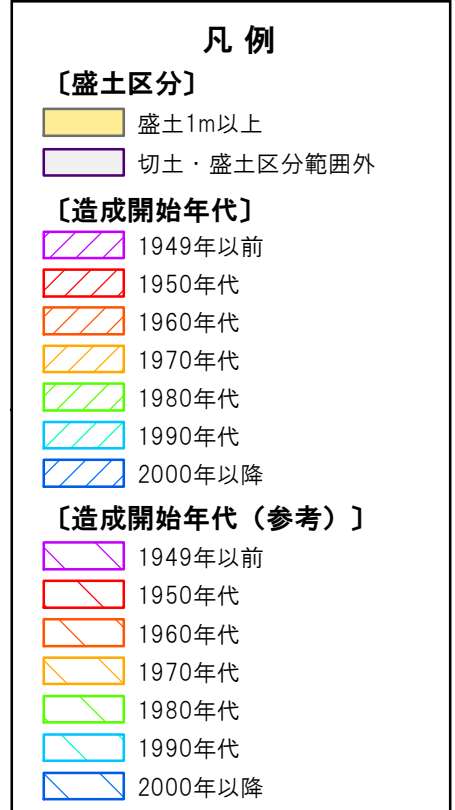 凡例
〔盛土区分〕
盛土1m以上
切土・盛土区分範囲外
〔造成開始年代〕
1949年以前
1950年代
1960年代
1970年代
1980年代
1990年代
2000年以降
〔造成開始年代（参考）〕
1949年以前
1950年代
1960年代
1970年代
1980年代
1990年代
2000年以降